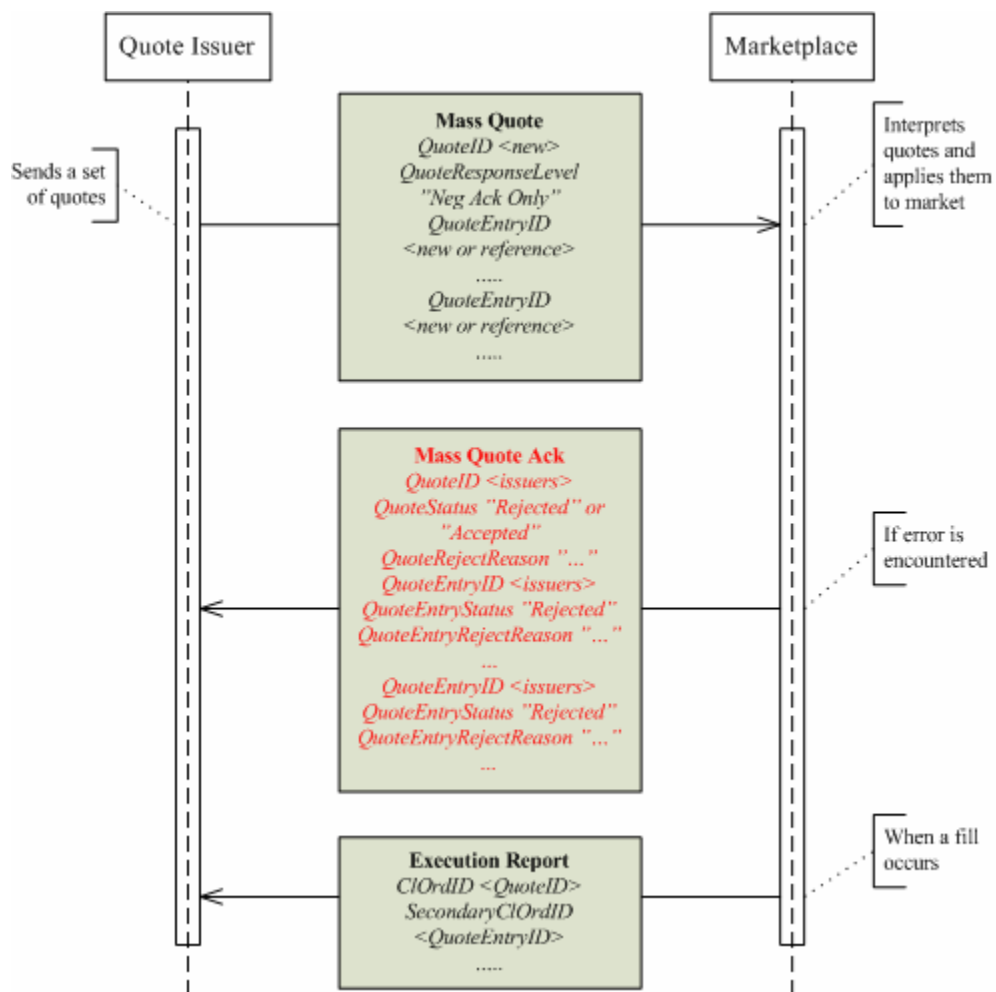 Quote Issuer
Marketplace
Sends a set
of quotes
Mass Quote
QuoteID <new>
QuoteResponseLevel
”Neg Ack Only”
QuoteEntryID
<new or reference>
.....
QuoteEntryID
<new or reference>
.....
Interprets
quotes and
applies them
to market
Mass Quote Ack
QuoteID <issuers>
QuoteStatus ”Rejected” or
”Accepted”
QuoteRejectReason ”...”
QuoteEntryID <issuers>
QuoteEntryStatus ”Rejected”
QuoteEntryRejectReason ”...”
...
QuoteEntryID <issuers>
QuoteEntryStatus ”Rejected”
QuoteEntryRejectReason ”...”
...
If error is
encountered
Execution Report
ClOrdID <QuoteID>
SecondaryClOrdID
<QuoteEntryID>
.....
When a fill
occurs